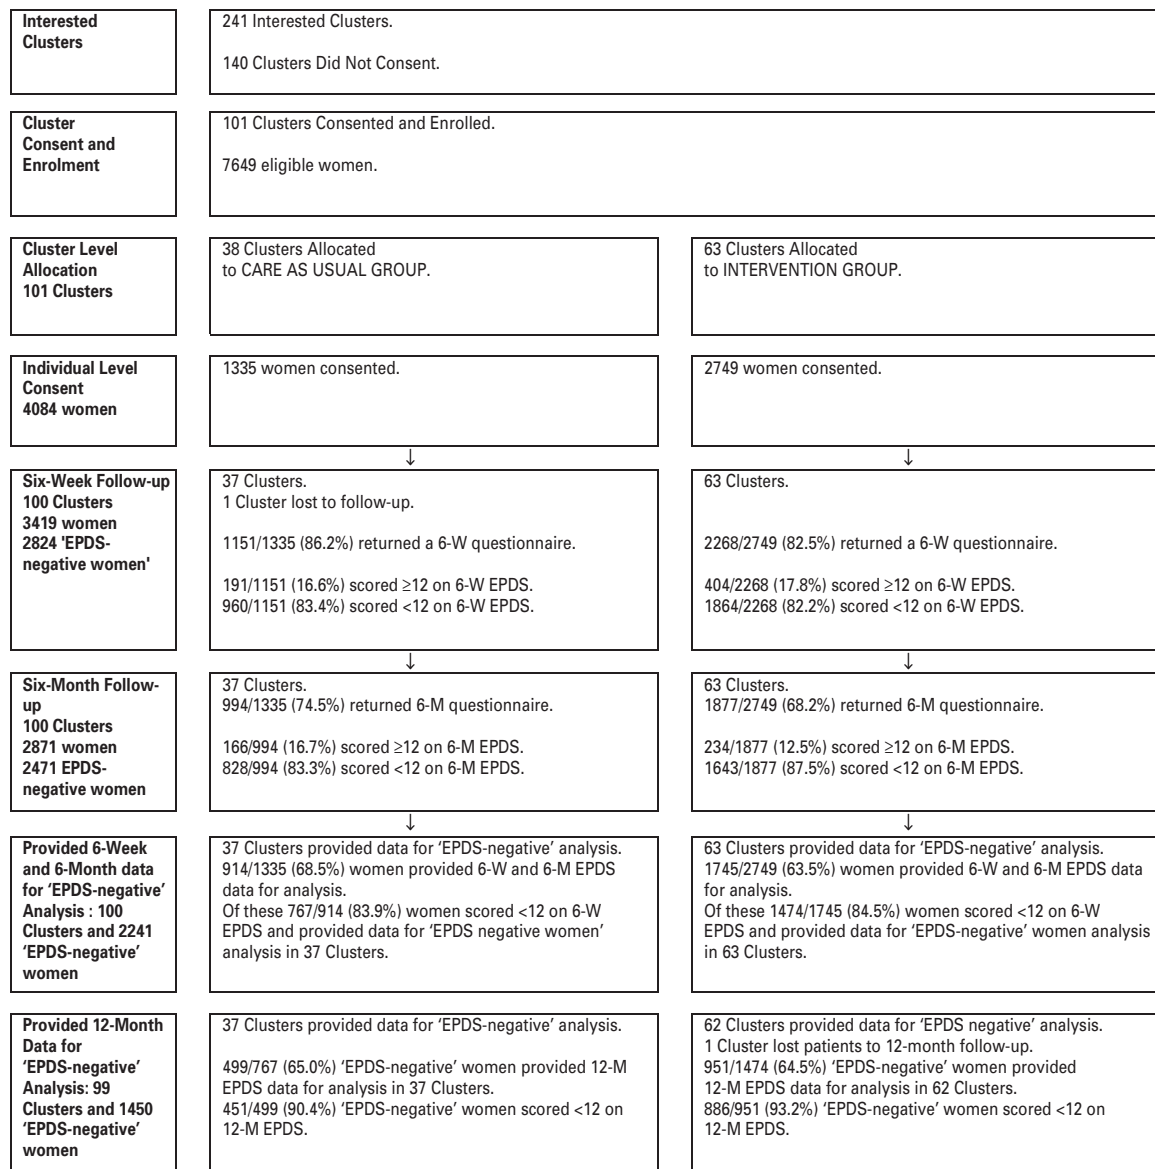 Interested
Clusters
241 Interested Clusters.
140 Clusters Did Not Consent.
Cluster
Consent and
Enrolment
101 Clusters Consented and Enrolled.
7649 eligible women.
Cluster Level
Allocation
101 Clusters
38 Clusters Allocated
to CARE AS USUAL GROUP.
63 Clusters Allocated
to INTERVENTION GROUP.
Individual Level
Consent
4084 women
1335 women consented.
2749 women consented.
↓
↓
Six-Week Follow-up
100 Clusters
3419 women
2824 'EPDS-
negative women'
37 Clusters.
1 Cluster lost to follow-up.
1151/1335 (86.2%) returned a 6-W questionnaire.
191/1151 (16.6%) scored ≥12 on 6-W EPDS.
960/1151 (83.4%) scored <12 on 6-W EPDS.
63 Clusters.
2268/2749 (82.5%) returned a 6-W questionnaire.
404/2268 (17.8%) scored ≥12 on 6-W EPDS.
1864/2268 (82.2%) scored <12 on 6-W EPDS.
↓
↓
Six-Month Follow-
up
100 Clusters
2871 women
2471 EPDS-
negative women
37 Clusters.
994/1335 (74.5%) returned 6-M questionnaire.
166/994 (16.7%) scored ≥12 on 6-M EPDS.
828/994 (83.3%) scored <12 on 6-M EPDS.
63 Clusters.
1877/2749 (68.2%) returned 6-M questionnaire.
234/1877 (12.5%) scored ≥12 on 6-M EPDS.
1643/1877 (87.5%) scored <12 on 6-M EPDS.
↓
↓
Provided 6-Week
and 6-Month data
for ‘EPDS-negative’
Analysis : 100
Clusters and 2241
‘EPDS-negative’
women
37 Clusters provided data for ‘EPDS-negative’ analysis.
914/1335 (68.5%) women provided 6-W and 6-M EPDS
data for analysis.
Of these 767/914 (83.9%) women scored <12 on 6-W
EPDS and provided data for ‘EPDS negative women’
analysis in 37 Clusters.
63 Clusters provided data for ‘EPDS-negative’ analysis.
1745/2749 (63.5%) women provided 6-W and 6-M EPDS data
for analysis.
Of these 1474/1745 (84.5%) women scored <12 on 6-W
EPDS and provided data for ‘EPDS-negative’ women analysis
in 63 Clusters.
Provided 12-Month
Data for
‘EPDS-negative’
Analysis: 99
Clusters and 1450
‘EPDS-negative’
women
37 Clusters provided data for ‘EPDS-negative’ analysis.
499/767 (65.0%) ‘EPDS-negative’ women provided 12-M
EPDS data for analysis in 37 Clusters.
451/499 (90.4%) ‘EPDS-negative’ women scored <12 on
12-M EPDS.
62 Clusters provided data for ‘EPDS negative’ analysis.
1 Cluster lost patients to 12-month follow-up.
951/1474 (64.5%) ‘EPDS-negative’ women provided
12-M EPDS data for analysis in 62 Clusters.
886/951 (93.2%) ‘EPDS-negative’ women scored <12 on
12-M EPDS.